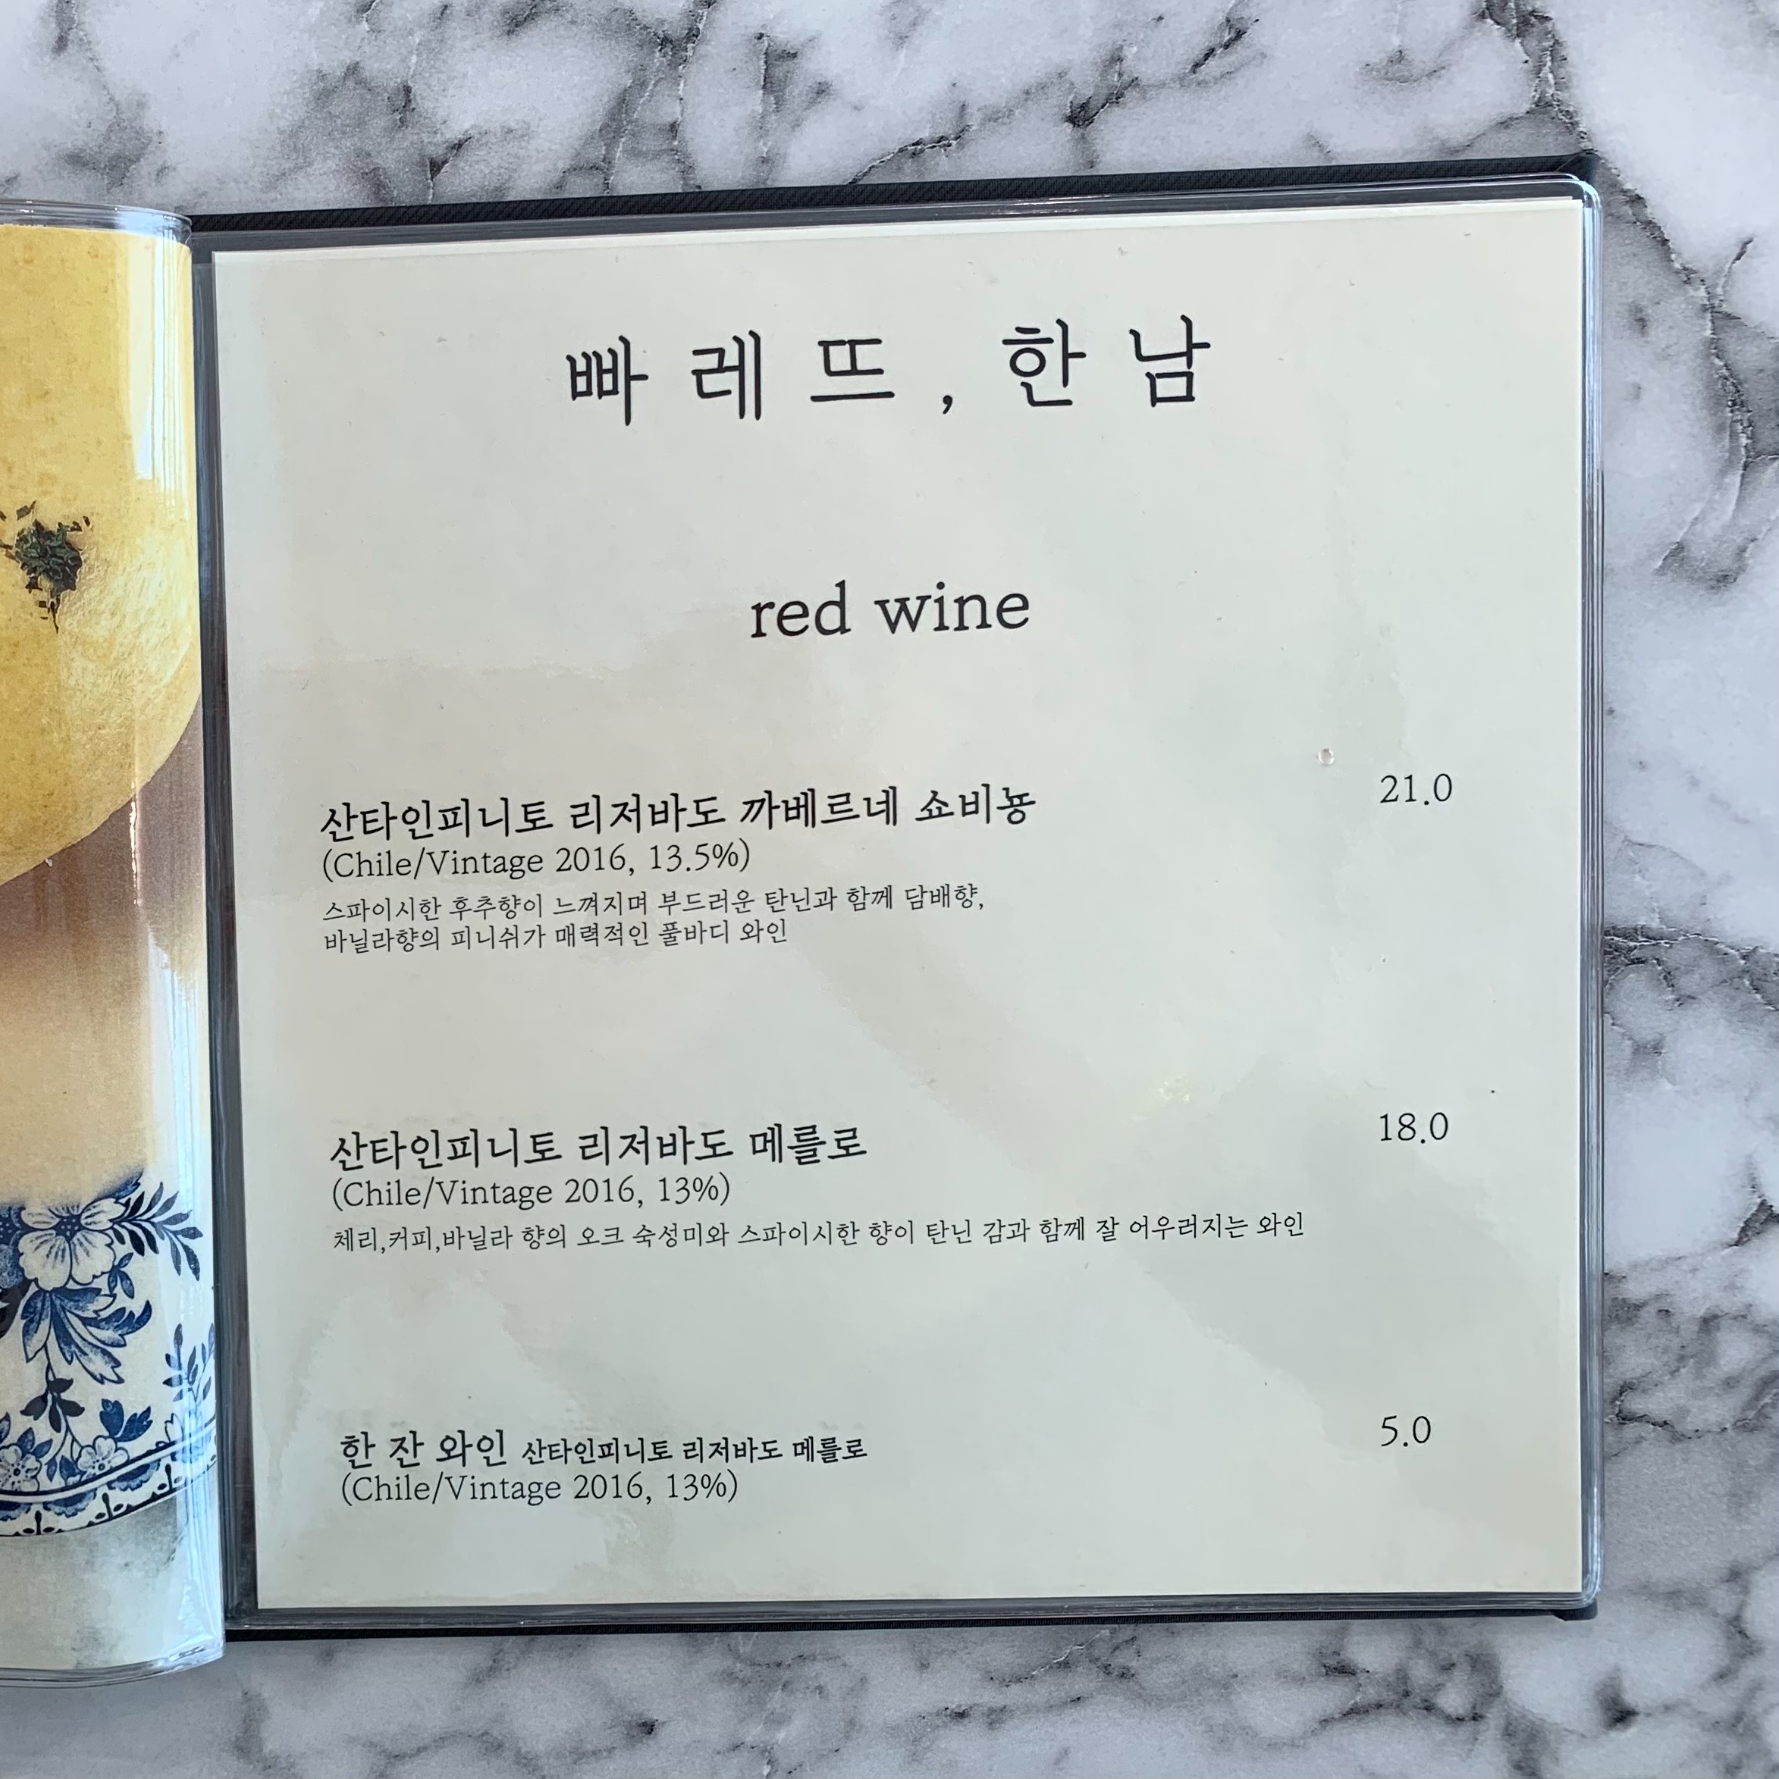 빠레뜨, 한남
red wine
산타인피니토 리저바도 까베르네 쇼비뇽 21.0
(Chile/Vintage 2016, 13.5%)
스파이시한 후추향이 느껴지며 부드러운 탄닌과 함께 담배향,
바닐라향의 피니쉬가 매력적인 풀바디 와인
산타인피니토 리저바도 메를로 18.0
(Chile/Vintage 2016, 13%)
체리,커피,바닐라 향의 오크 숙성미와 스파이시한 향이 탄닌 감과 함께 잘 어우러지는 와인
한 잔 와인 산타인피니토 리저바도 메를로 5.0
(Chile/Vintage 2016, 13%)